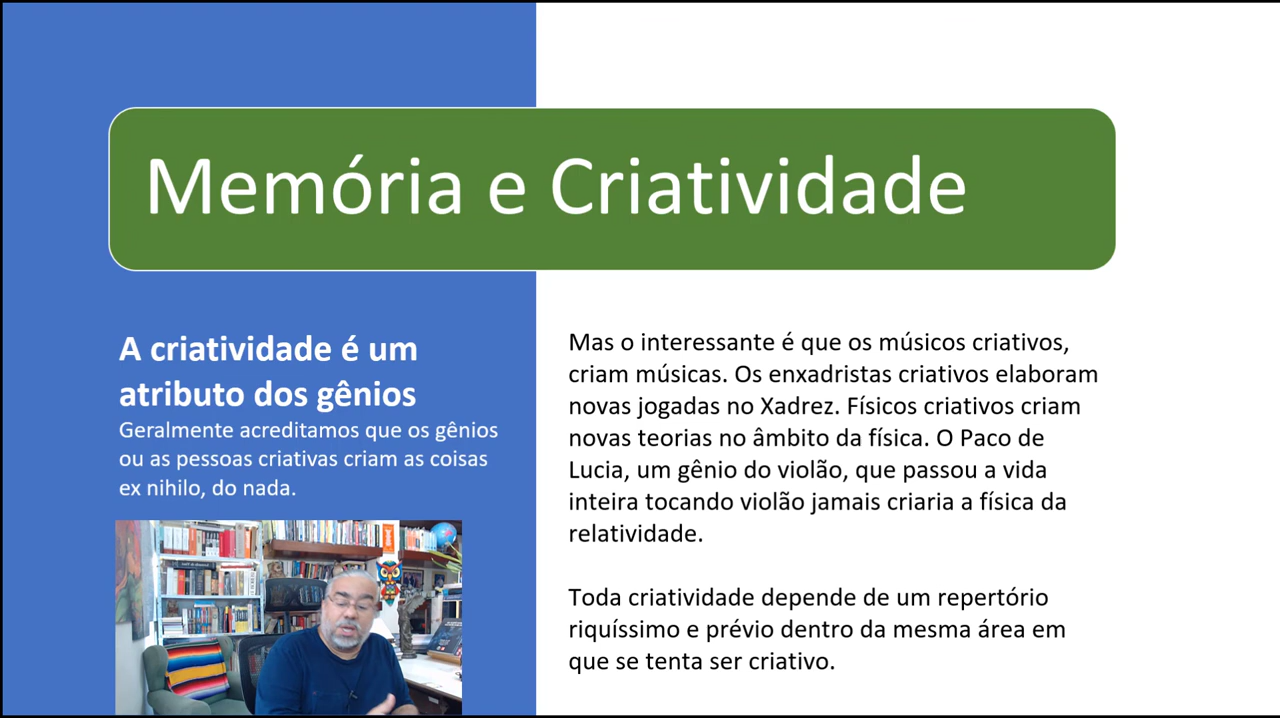 Memória e Criatividade
A criatividade é um
atributo dos gênios
Geralmente acreditamos que os gênios
ou as pessoas criativas criam as coisas
ex nihilo, do nada.
Mas o interessante é que os músicos criativos,
criam músicas. Os enxadristas criativos elaboram
novas jogadas no Xadrez. Físicos criativos criam
novas teorias no âmbito da física. O Paco de
Lucia, um gênio do violão, que passou a vida
inteira tocando violão jamais criaria a física da
relatividade.
Toda criatividade depende de um repertório
riquíssimo e prévio dentro da mesma área em
que se tenta ser criativo.